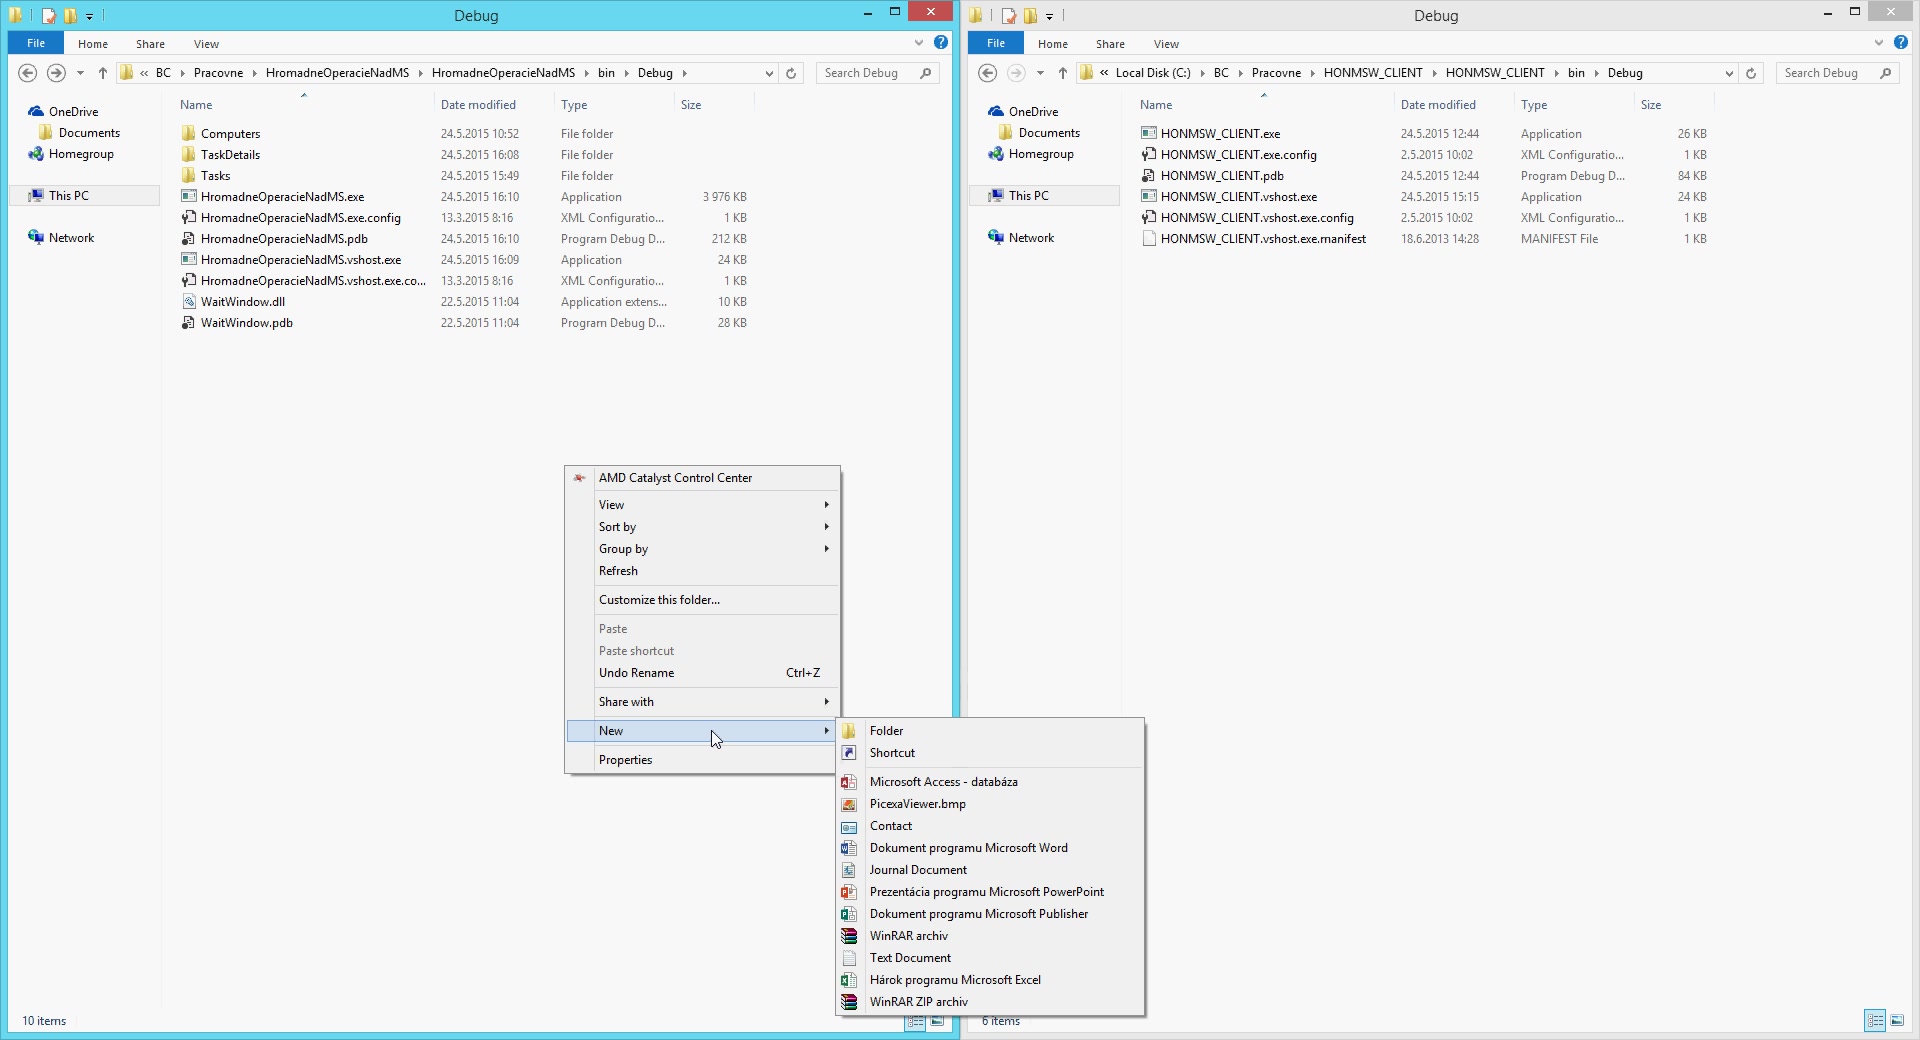 Debug
File Home Share View
« BC Pracovne HromadneOperacieNadMS HromadneOperacieNadMS bin Debug
Search Debug
OneDrive
Documents
Homegroup
This PC
Network
Name Date modified Type Size
Computers 24.5.2015 10:52 File folder
TaskDetails 24.5.2015 16:08 File folder
Tasks 24.5.2015 15:49 File folder
HromadneOperacieNadMS.exe 24.5.2015 16:10 Application 3 976 KB
HromadneOperacieNadMS.exe.config 13.3.2015 8:16 XML Configuratio... 1 KB
HromadneOperacieNadMS.pdb 24.5.2015 16:10 Program Debug D... 212 KB
HromadneOperacieNadMS.vshost.exe 24.5.2015 16:09 Application 24 KB
HromadneOperacieNadMS.vshost.exe.co... 13.3.2015 8:16 XML Configuratio... 1 KB
WaitWindow.dll 22.5.2015 11:04 Application extens... 10 KB
WaitWindow.pdb 22.5.2015 11:04 Program Debug D... 28 KB
AMD Catalyst Control Center
View
Sort by
Group by
Refresh
Customize this folder...
Paste
Paste shortcut
Undo Rename Ctrl+Z
Share with
New
Properties
Folder
Shortcut
Microsoft Access - databáza
PicexaViewer.bmp
Contact
Dokument programu Microsoft Word
Journal Document
Prezentácia programu Microsoft PowerPoint
Dokument programu Microsoft Publisher
WinRAR archiv
Text Document
Hárok programu Microsoft Excel
WinRAR ZIP archiv
10 items
Debug
File Home Share View
« Local Disk (C:) BC Pracovne HONMSW_CLIENT HONMSW_CLIENT bin Debug
Search Debug
OneDrive
Documents
Homegroup
This PC
Network
Name Date modified Type Size
HONMSW_CLIENT.exe 24.5.2015 12:44 Application 26 KB
HONMSW_CLIENT.exe.config 2.5.2015 10:02 XML Configuratio... 1 KB
HONMSW_CLIENT.pdb 24.5.2015 12:44 Program Debug D... 84 KB
HONMSW_CLIENT.vshost.exe 24.5.2015 15:15 Application 24 KB
HONMSW_CLIENT.vshost.exe.config 2.5.2015 10:02 XML Configuratio... 1 KB
HONMSW_CLIENT.vshost.exe.manifest 18.6.2013 14:28 MANIFEST File 1 KB
6 items